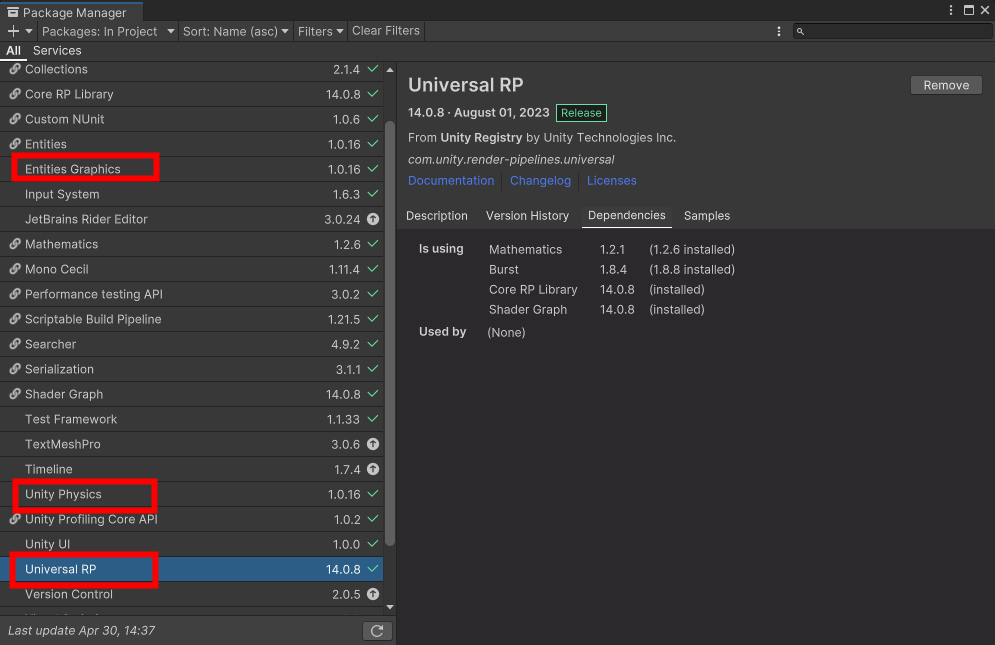 Package Manager
Packages: In Project Sort: Name (asc) Filters Clear Filters
All Services
Collections 2.1.4
Core RP Library 14.0.8
Custom NUnit 1.0.6
Entities 1.0.16
Entities Graphics 1.0.16
Input System 1.6.3
JetBrains Rider Editor 3.0.24
Mathematics 1.2.6
Mono Cecil 1.11.4
Performance testing API 3.0.2
Scriptable Build Pipeline 1.21.5
Searcher 4.9.2
Serialization 3.1.1
Shader Graph 14.0.8
Test Framework 1.1.33
TextMeshPro 3.0.6
Timeline 1.7.4
Unity Physics 1.0.16
Unity Profiling Core API 1.0.2
Unity UI 1.0.0
Universal RP 14.0.8
Version Control 2.0.5
Last update Apr 30, 14:37
Universal RP Remove
14.0.8 · August 01, 2023 Release
From Unity Registry by Unity Technologies Inc.
com.unity.render-pipelines.universal
Documentation Changelog Licenses
Description Version History Dependencies Samples
Is using Mathematics 1.2.1 (1.2.6 installed)
Burst 1.8.4 (1.8.8 installed)
Core RP Library 14.0.8 (installed)
Shader Graph 14.0.8 (installed)
Used by (None)